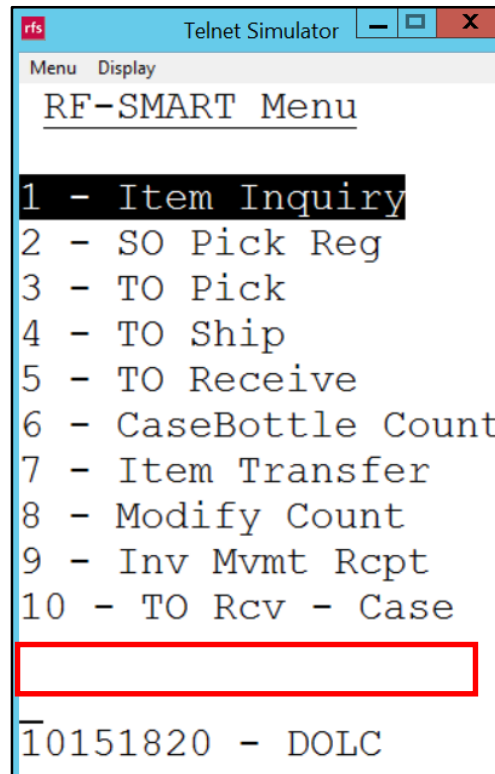 rfs Telnet Simulator
Menu Display
RF-SMART Menu
1 - Item Inquiry
2 - SO Pick Reg
3 - TO Pick
4 - TO Ship
5 - TO Receive
6 - CaseBottle Count
7 - Item Transfer
8 - Modify Count
9 - Inv Mvmt Rcpt
10 - TO Rcv - Case
10151820 - DOLC